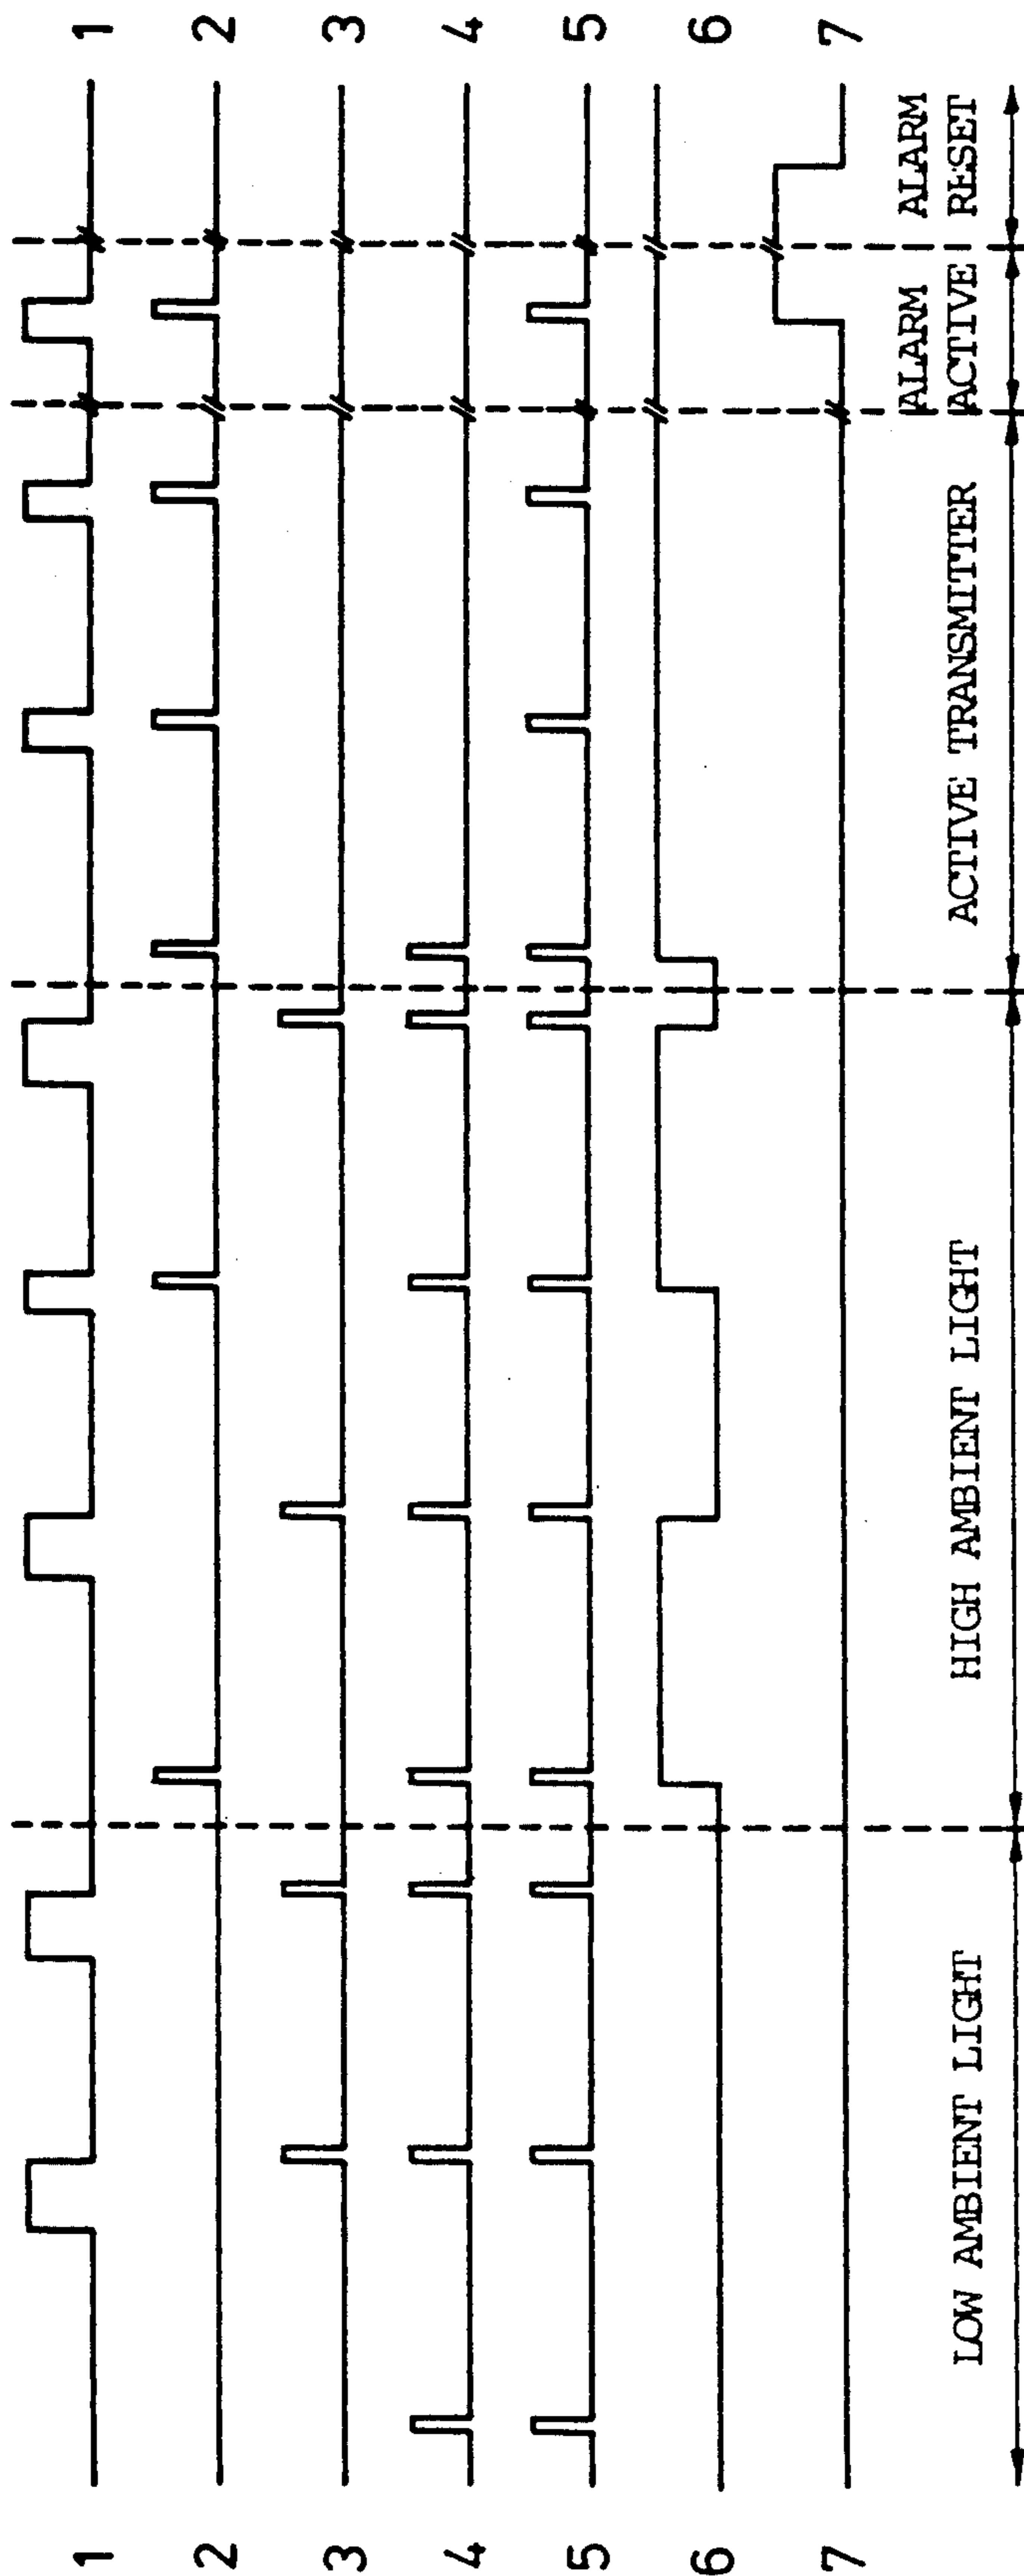 1 1
2 2
3 3
4 4
5 5
6 6
7 7
LOW AMBIENT LIGHT
HIGH AMBIENT LIGHT
ACTIVE TRANSMITTER
ALARM
ACTIVE
ALARM
RESET